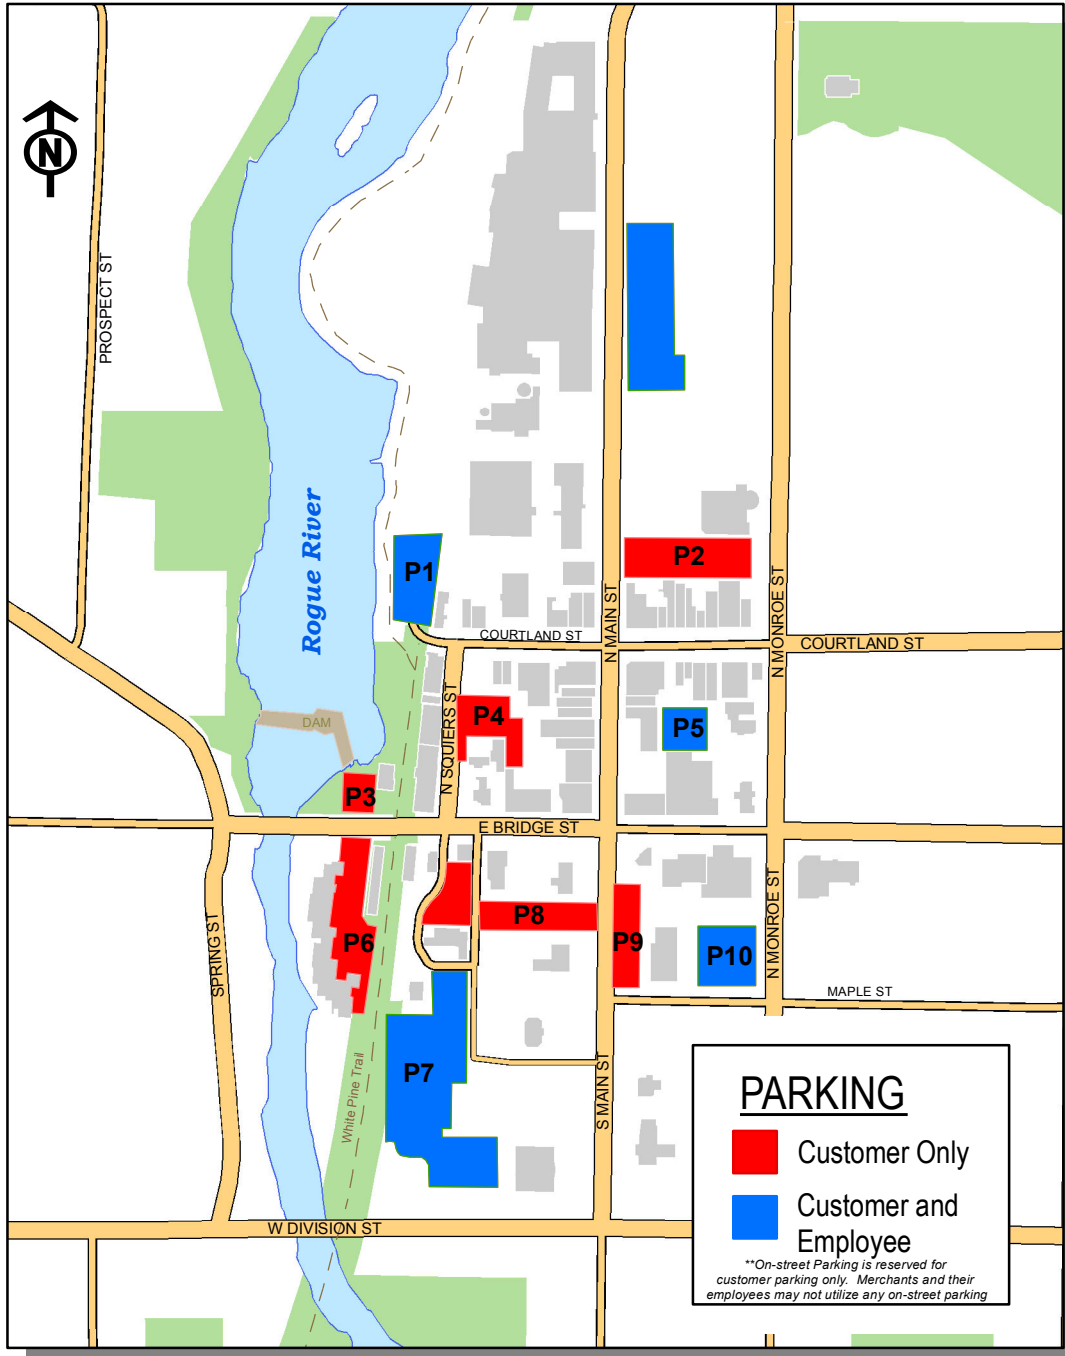 N
PROSPECT ST
Rogue River
P1
P2
N MAIN ST
N MONROE ST
COURTLAND ST
COURTLAND ST
N SQUIERS ST
P4
P5
DAM
P3
E BRIDGE ST
P6
P8
P9
P10
N MONROE ST
SPRING ST
MAPLE ST
White Pine Trail
P7
S MAIN ST
W DIVISION ST
PARKING
Customer Only
Customer and
Employee
**On-street Parking is reserved for
customer parking only. Merchants and their
employees may not utilize any on-street parking